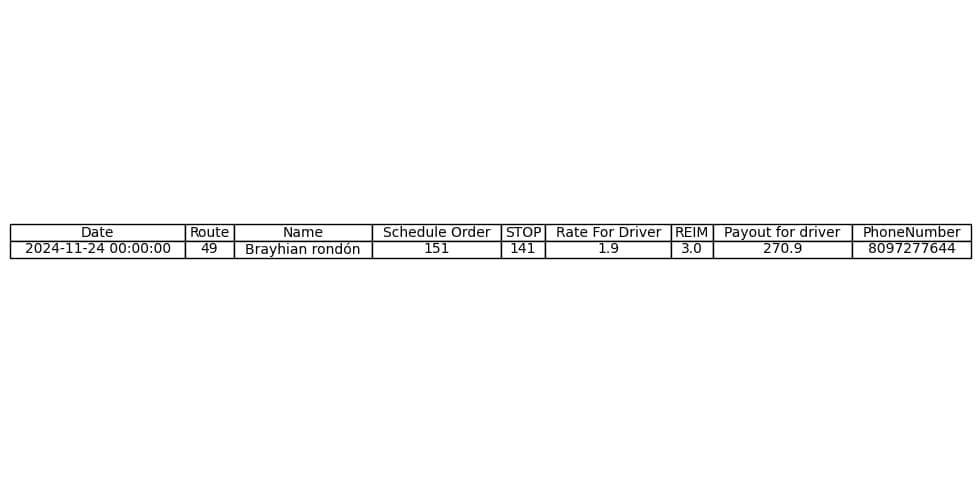 Date Route Name Schedule Order STOP Rate For Driver REIM Payout for driver PhoneNumber
2024-11-24 00:00:00 49 Brayhian rondón 151 141 1.9 3.0 270.9 8097277644